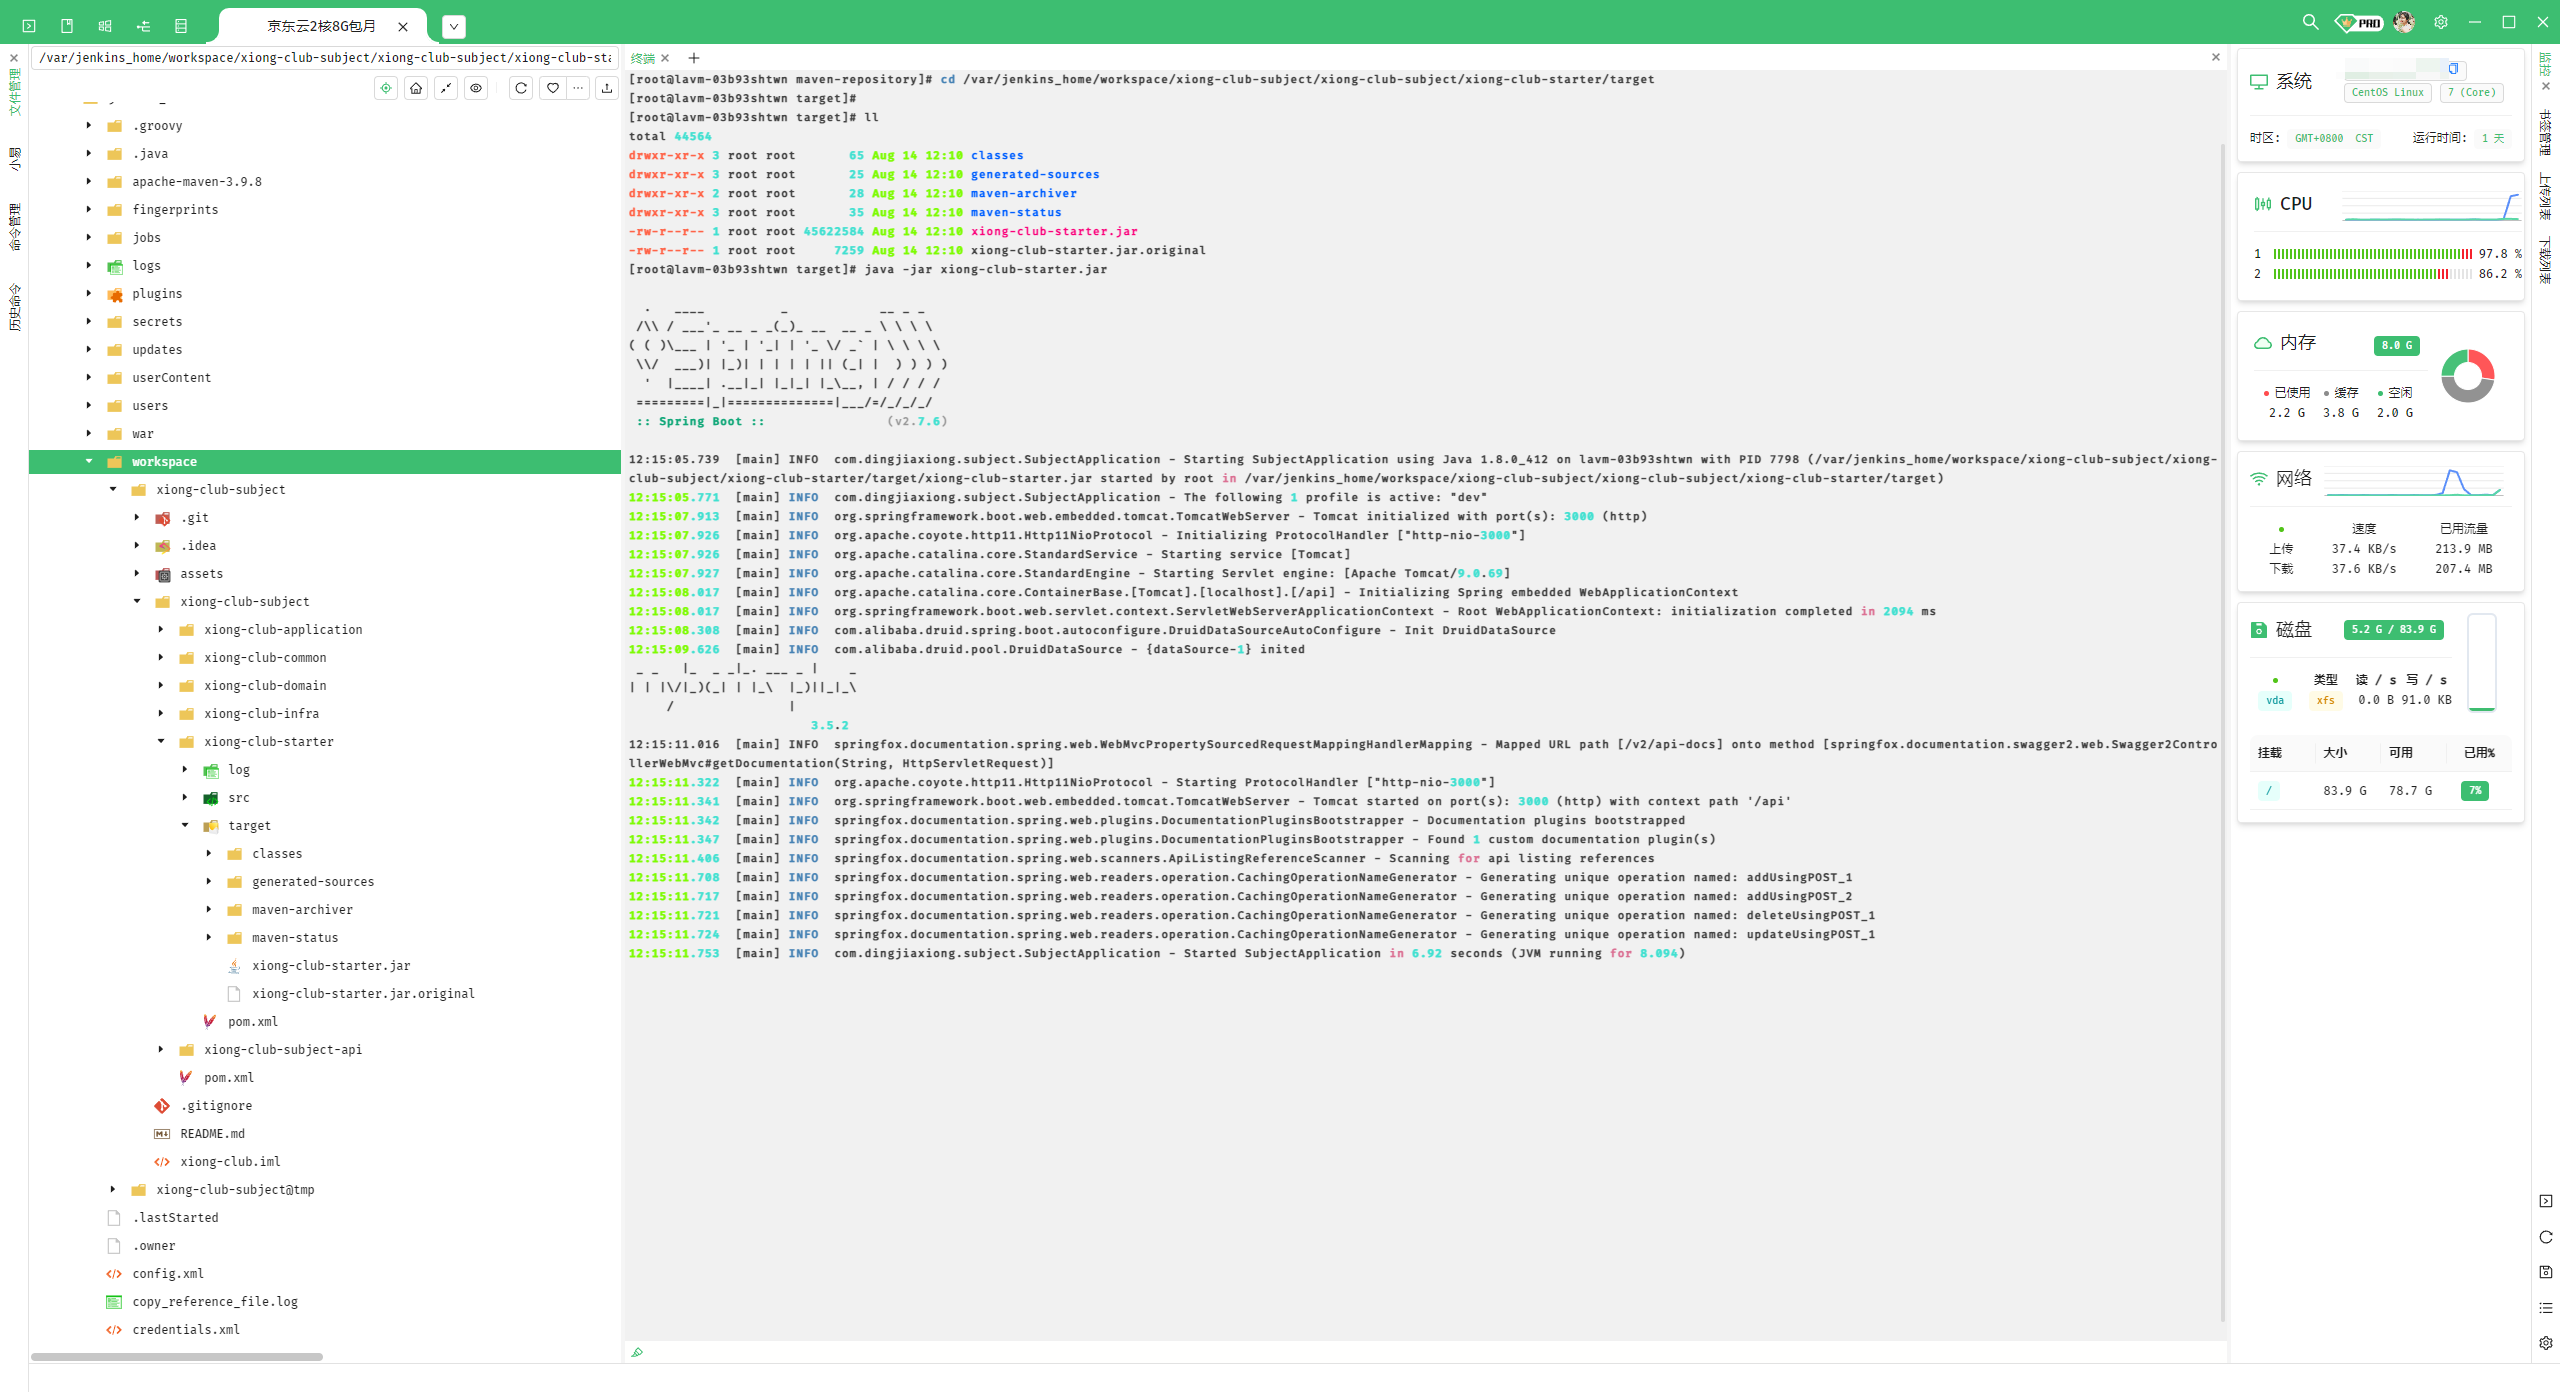 京东云2核8G包月
文件管理
小易
命令管理
历史命令
/var/jenkins_home/workspace/xiong-club-subject/xiong-club-subject/xiong-club-sta
.groovy
.java
apache-maven-3.9.8
fingerprints
jobs
logs
plugins
secrets
updates
userContent
users
war
workspace
xiong-club-subject
.git
.idea
assets
xiong-club-subject
xiong-club-application
xiong-club-common
xiong-club-domain
xiong-club-infra
xiong-club-starter
log
src
target
classes
generated-sources
maven-archiver
maven-status
xiong-club-starter.jar
xiong-club-starter.jar.original
pom.xml
xiong-club-subject-api
pom.xml
.gitignore
README.md
xiong-club.iml
xiong-club-subject@tmp
.lastStarted
.owner
config.xml
copy_reference_file.log
credentials.xml
终端
[root@lavm-03b93shtwn maven-repository]# cd /var/jenkins_home/workspace/xiong-club-subject/xiong-club-subject/xiong-club-starter/target
[root@lavm-03b93shtwn target]#
[root@lavm-03b93shtwn target]# ll
total 44564
drwxr-xr-x 3 root root       65 Aug 14 12:10 classes
drwxr-xr-x 3 root root       25 Aug 14 12:10 generated-sources
drwxr-xr-x 2 root root       28 Aug 14 12:10 maven-archiver
drwxr-xr-x 3 root root       35 Aug 14 12:10 maven-status
-rw-r--r-- 1 root root 45622584 Aug 14 12:10 xiong-club-starter.jar
-rw-r--r-- 1 root root     7259 Aug 14 12:10 xiong-club-starter.jar.original
[root@lavm-03b93shtwn target]# java -jar xiong-club-starter.jar
  .   ____          _            __ _ _
 /\\ / ___'_ __ _ _(_)_ __  __ _ \ \ \ \
( ( )\___ | '_ | '_| | '_ \/ _` | \ \ \ \
 \\/  ___)| |_)| | | | | || (_| |  ) ) ) )
  '  |____| .__|_| |_|_| |_\__, | / / / /
 =========|_|==============|___/=/_/_/_/
 :: Spring Boot ::                (v2.7.6)
12:15:05.739  [main] INFO  com.dingjiaxiong.subject.SubjectApplication - Starting SubjectApplication using Java 1.8.0_412 on lavm-03b93shtwn with PID 7798 (/var/jenkins_home/workspace/xiong-club-subject/xiong-
club-subject/xiong-club-starter/target/xiong-club-starter.jar started by root in /var/jenkins_home/workspace/xiong-club-subject/xiong-club-subject/xiong-club-starter/target)
12:15:05.771  [main] INFO  com.dingjiaxiong.subject.SubjectApplication - The following 1 profile is active: "dev"
12:15:07.913  [main] INFO  org.springframework.boot.web.embedded.tomcat.TomcatWebServer - Tomcat initialized with port(s): 3000 (http)
12:15:07.926  [main] INFO  org.apache.coyote.http11.Http11NioProtocol - Initializing ProtocolHandler ["http-nio-3000"]
12:15:07.926  [main] INFO  org.apache.catalina.core.StandardService - Starting service [Tomcat]
12:15:07.927  [main] INFO  org.apache.catalina.core.StandardEngine - Starting Servlet engine: [Apache Tomcat/9.0.69]
12:15:08.017  [main] INFO  org.apache.catalina.core.ContainerBase.[Tomcat].[localhost].[/api] - Initializing Spring embedded WebApplicationContext
12:15:08.017  [main] INFO  org.springframework.boot.web.servlet.context.ServletWebServerApplicationContext - Root WebApplicationContext: initialization completed in 2094 ms
12:15:08.308  [main] INFO  com.alibaba.druid.spring.boot.autoconfigure.DruidDataSourceAutoConfigure - Init DruidDataSource
12:15:09.626  [main] INFO  com.alibaba.druid.pool.DruidDataSource - {dataSource-1} inited
 _ _   |_  _ _|_. ___ _ |    _
| | |\/|_)(_| | |_\  |_)||_|_\
     /               |
                        3.5.2
12:15:11.016  [main] INFO  springfox.documentation.spring.web.WebMvcPropertySourcedRequestMappingHandlerMapping - Mapped URL path [/v2/api-docs] onto method [springfox.documentation.swagger2.web.Swagger2Contro
llerWebMvc#getDocumentation(String, HttpServletRequest)]
12:15:11.322  [main] INFO  org.apache.coyote.http11.Http11NioProtocol - Starting ProtocolHandler ["http-nio-3000"]
12:15:11.341  [main] INFO  org.springframework.boot.web.embedded.tomcat.TomcatWebServer - Tomcat started on port(s): 3000 (http) with context path '/api'
12:15:11.342  [main] INFO  springfox.documentation.spring.web.plugins.DocumentationPluginsBootstrapper - Documentation plugins bootstrapped
12:15:11.347  [main] INFO  springfox.documentation.spring.web.plugins.DocumentationPluginsBootstrapper - Found 1 custom documentation plugin(s)
12:15:11.406  [main] INFO  springfox.documentation.spring.web.scanners.ApiListingReferenceScanner - Scanning for api listing references
12:15:11.708  [main] INFO  springfox.documentation.spring.web.readers.operation.CachingOperationNameGenerator - Generating unique operation named: addUsingPOST_1
12:15:11.717  [main] INFO  springfox.documentation.spring.web.readers.operation.CachingOperationNameGenerator - Generating unique operation named: addUsingPOST_2
12:15:11.721  [main] INFO  springfox.documentation.spring.web.readers.operation.CachingOperationNameGenerator - Generating unique operation named: deleteUsingPOST_1
12:15:11.724  [main] INFO  springfox.documentation.spring.web.readers.operation.CachingOperationNameGenerator - Generating unique operation named: updateUsingPOST_1
12:15:11.753  [main] INFO  com.dingjiaxiong.subject.SubjectApplication - Started SubjectApplication in 6.92 seconds (JVM running for 8.094)
PRO
系统
CentOS Linux 7 (Core)
时区: GMT+0800 CST 运行时间: 1 天
CPU
1 97.8 %
2 86.2 %
内存 8.0 G
已使用 缓存 空闲
2.2 G 3.8 G 2.0 G
网络
速度 已用流量
上传 37.4 KB/s 213.9 MB
下载 37.6 KB/s 207.4 MB
磁盘 5.2 G / 83.9 G
类型 读 / s 写 / s
vda xfs 0.0 B 91.0 KB
挂载 大小 可用 已用%
/ 83.9 G 78.7 G 7%
监控
书签管理
上传列表
下载列表